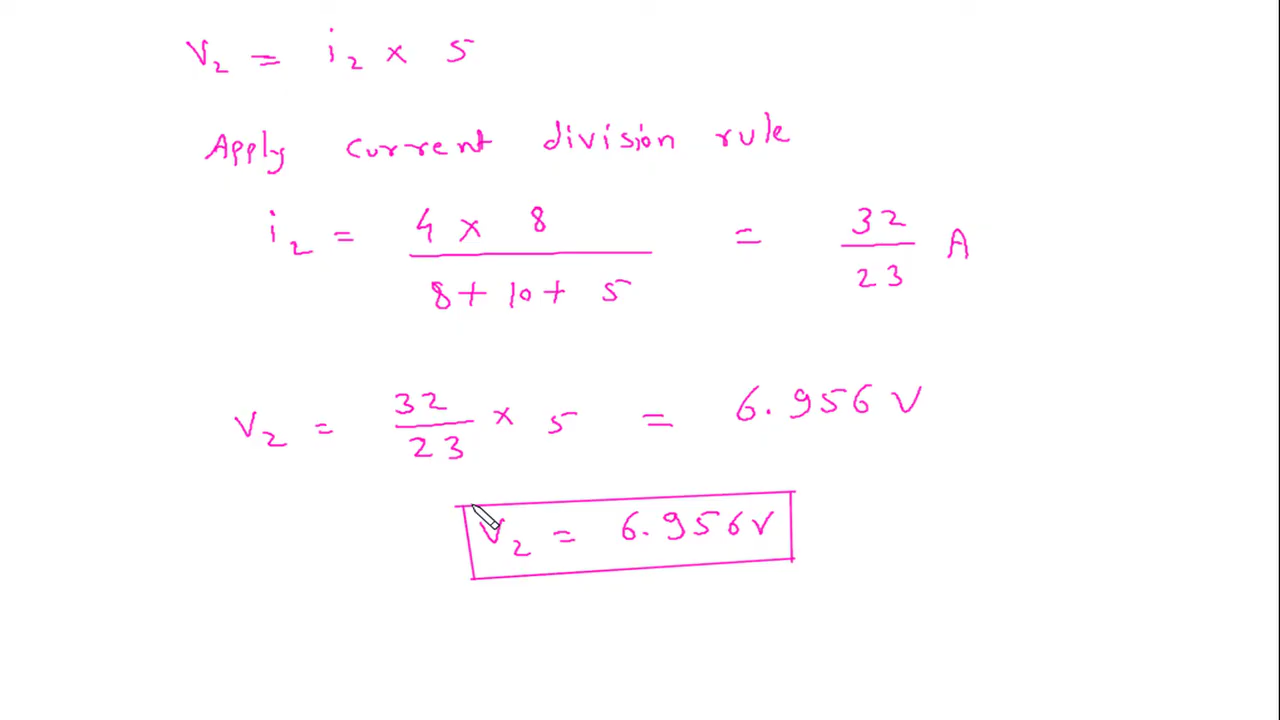 V2 = i2 × 5
Apply current division rule
i2 = 4 × 8 / 8 + 10 + 5 = 32/23 A
V2 = 32/23 × 5 = 6.956 V
V2 = 6.956V